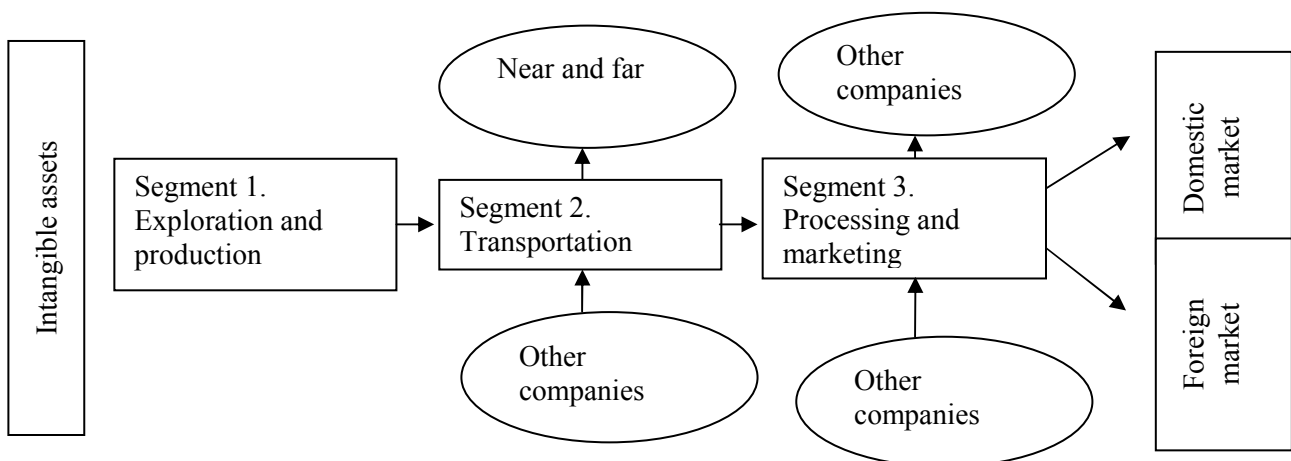 Intangible assets
Segment 1.
Exploration and
production
Near and far
Segment 2.
Transportation
Other
companies
Other
companies
Segment 3.
Processing and
marketing
Other
companies
Domestic
market
Foreign
market